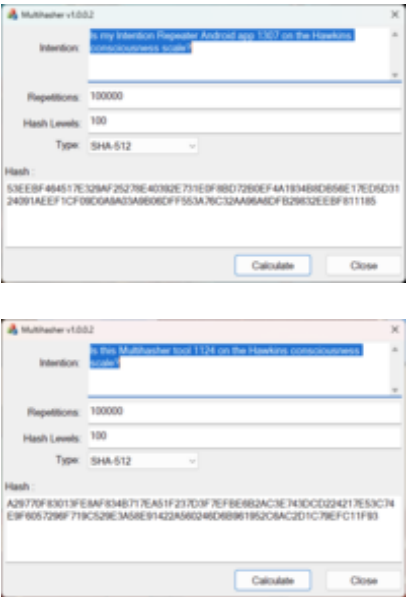 Multihasher v1.0.0.2
Intention:
Is my Intention Repeater Android app 1307 on the Hawkins
consciousness scale?
Repetitions:
100000
Hash Levels:
100
Type:
SHA-512
Hash :
Calculate
Close
Multihasher v1.0.0.2
Intention:
Is this Multihasher tool 1124 on the Hawkins consciousness
scale?
Repetitions:
100000
Hash Levels:
100
Type:
SHA-512
Hash :
Calculate
Close